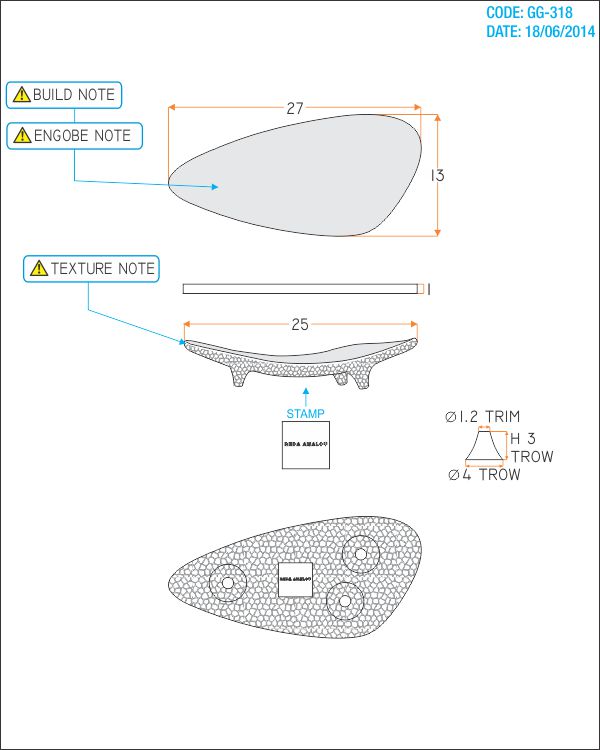 CODE: GG-318
DATE: 18/06/2014
BUILD NOTE
ENGOBE NOTE
27
13
TEXTURE NOTE
1
25
STAMP
REDA AMALOU
Ø1.2 TRIM
H 3
TROW
Ø4 TROW
REDA AMALOU